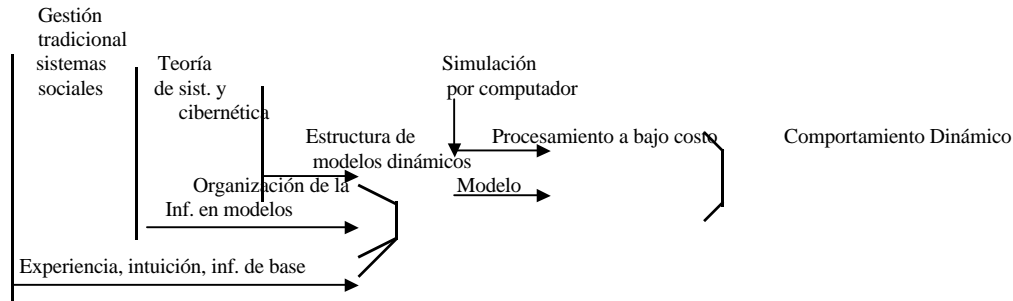 Gestión
tradicional
sistemas
sociales
Teoría
de sist. y
cibernética
Simulación
por computador
Estructura de
modelos dinámicos
Procesamiento a bajo costo
Comportamiento Dinámico
Organización de la
Inf. en modelos
Modelo
Experiencia, intuición, inf. de base